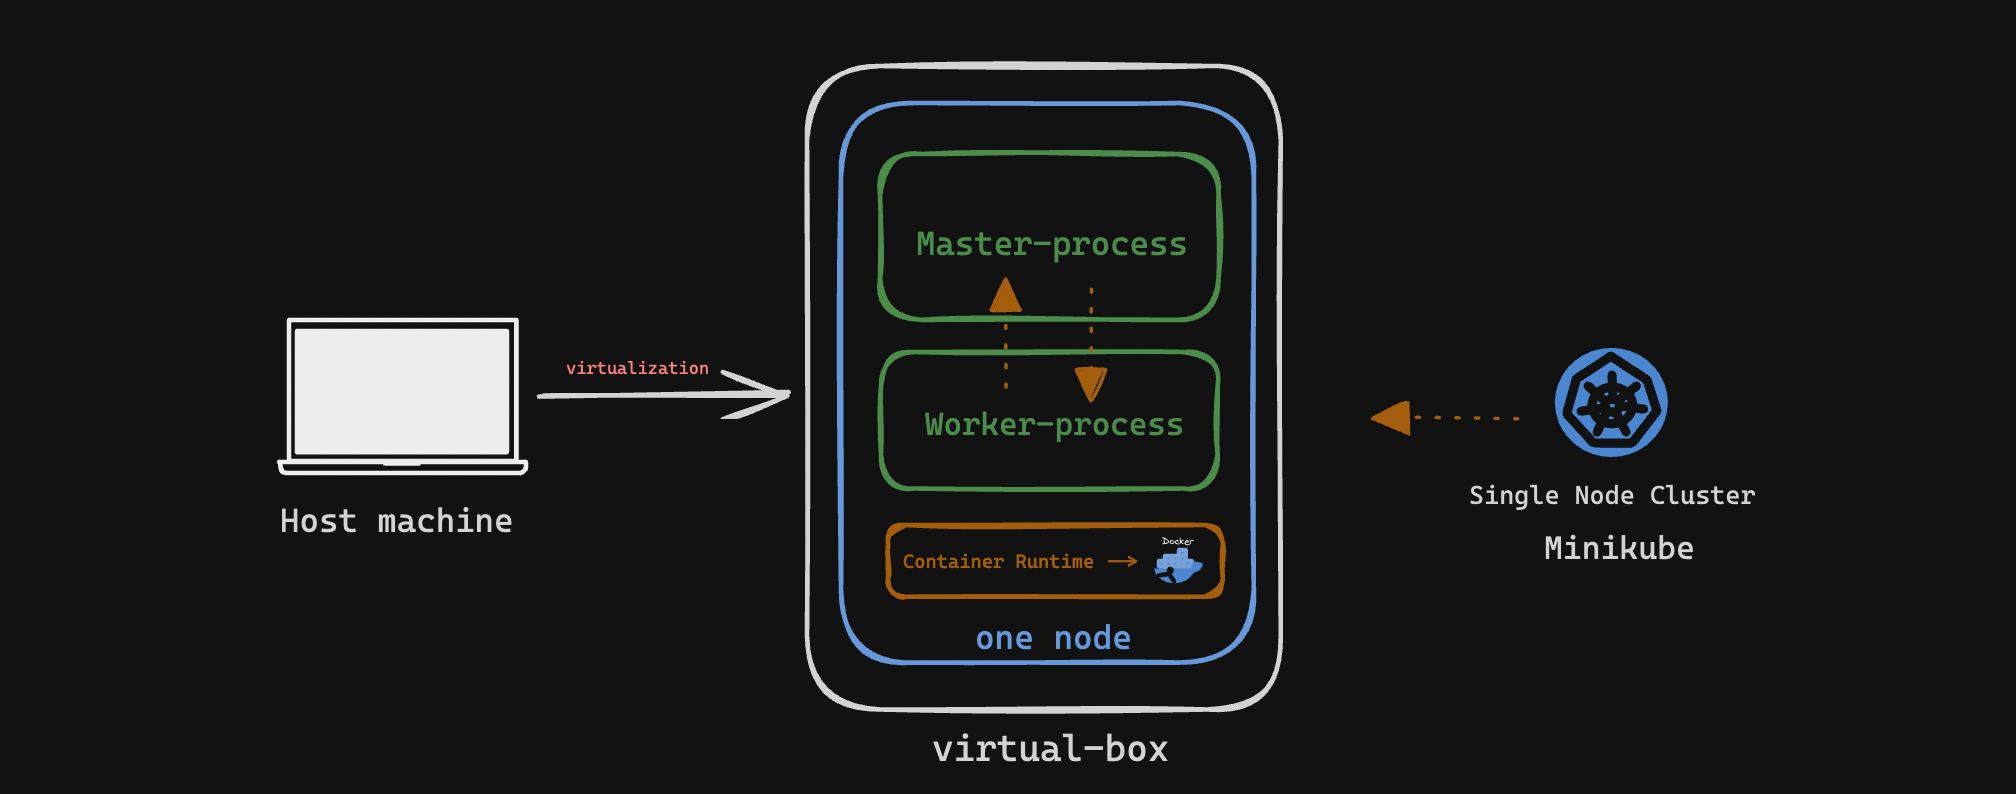 Master-process
virtualization
Worker-process
Host machine
Single Node Cluster
Minikube
Docker
Container Runtime
one node
virtual-box